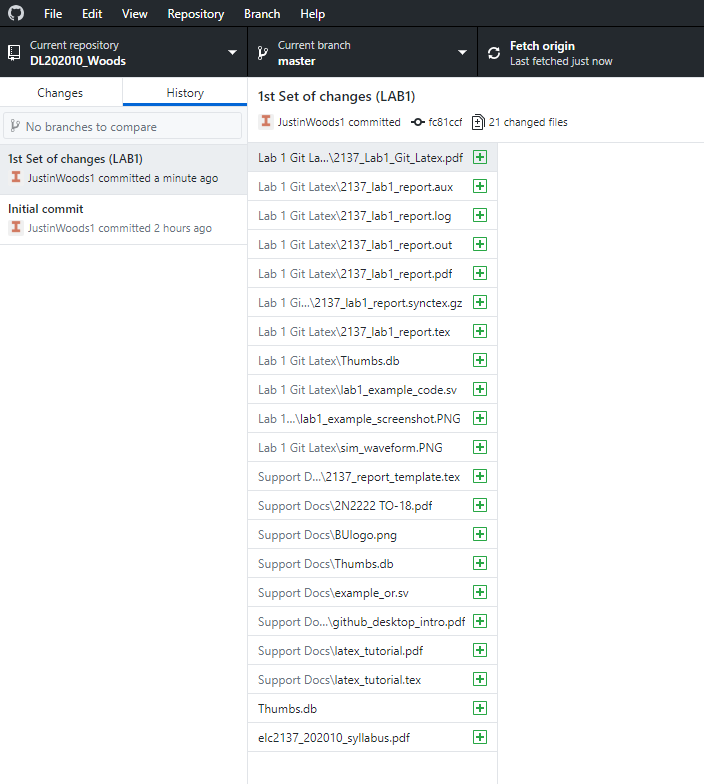 File Edit View Repository Branch Help
Current repository
DL202010_Woods
Current branch
master
Fetch origin
Last fetched just now
Changes History
No branches to compare
1st Set of changes (LAB1)
JustinWoods1 committed a minute ago
Initial commit
JustinWoods1 committed 2 hours ago
1st Set of changes (LAB1)
JustinWoods1 committed fc81ccf 21 changed files
Lab 1 Git La...\2137_Lab1_Git_Latex.pdf
Lab 1 Git Latex\2137_lab1_report.aux
Lab 1 Git Latex\2137_lab1_report.log
Lab 1 Git Latex\2137_lab1_report.out
Lab 1 Git Latex\2137_lab1_report.pdf
Lab 1 Gi...\2137_lab1_report.synctex.gz
Lab 1 Git Latex\2137_lab1_report.tex
Lab 1 Git Latex\Thumbs.db
Lab 1 Git Latex\lab1_example_code.sv
Lab 1...\lab1_example_screenshot.PNG
Lab 1 Git Latex\sim_waveform.PNG
Support D...\2137_report_template.tex
Support Docs\2N2222 TO-18.pdf
Support Docs\BUlogo.png
Support Docs\Thumbs.db
Support Docs\example_or.sv
Support Do...\github_desktop_intro.pdf
Support Docs\latex_tutorial.pdf
Support Docs\latex_tutorial.tex
Thumbs.db
elc2137_202010_syllabus.pdf